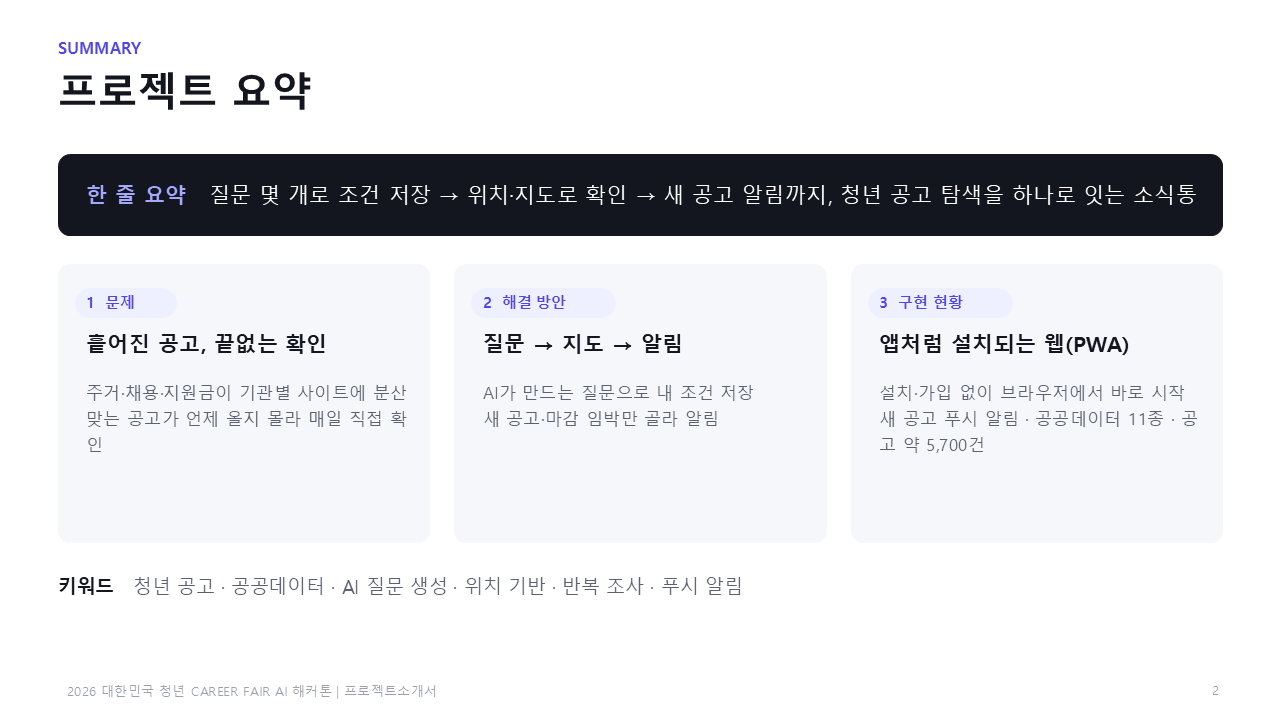 SUMMARY
프로젝트 요약
한 줄 요약 질문 몇 개로 조건 저장 → 위치·지도로 확인 → 새 공고 알림까지, 청년 공고 탐색을 하나로 잇는 소식통
1 문제
흩어진 공고, 끝없는 확인
주거·채용·지원금이 기관별 사이트에 분산
맞는 공고가 언제 올지 몰라 매일 직접 확
인
2 해결 방안
질문 → 지도 → 알림
AI가 만드는 질문으로 내 조건 저장
새 공고·마감 임박만 골라 알림
3 구현 현황
앱처럼 설치되는 웹(PWA)
설치·가입 없이 브라우저에서 바로 시작
새 공고 푸시 알림 · 공공데이터 11종 · 공
고 약 5,700건
키워드 청년 공고 · 공공데이터 · AI 질문 생성 · 위치 기반 · 반복 조사 · 푸시 알림
2026 대한민국 청년 CAREER FAIR AI 해커톤 | 프로젝트소개서
2